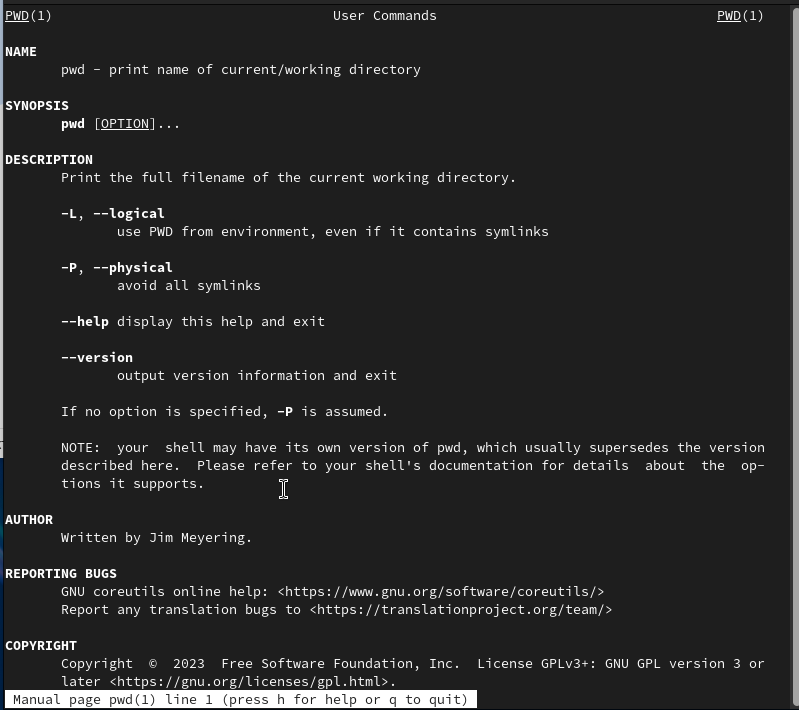 PWD(1) User Commands PWD(1)
NAME
pwd - print name of current/working directory
SYNOPSIS
pwd [OPTION]...
DESCRIPTION
Print the full filename of the current working directory.
-L, --logical
use PWD from environment, even if it contains symlinks
-P, --physical
avoid all symlinks
--help display this help and exit
--version
output version information and exit
If no option is specified, -P is assumed.
NOTE:  your  shell may have its own version of pwd, which usually supersedes the version
described here.  Please refer to your shell's documentation for details  about  the  op-
tions it supports.
AUTHOR
Written by Jim Meyering.
REPORTING BUGS
GNU coreutils online help: <https://www.gnu.org/software/coreutils/>
Report any translation bugs to <https://translationproject.org/team/>
COPYRIGHT
Copyright  ©  2023  Free Software Foundation, Inc.  License GPLv3+: GNU GPL version 3 or
later <https://gnu.org/licenses/gpl.html>.
Manual page pwd(1) line 1 (press h for help or q to quit)